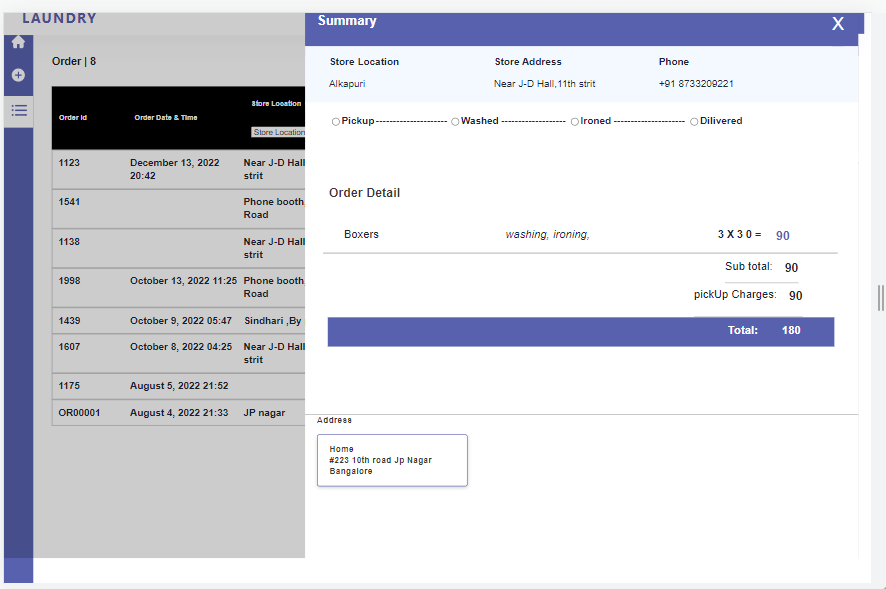 LAUNDRY
Summary
X
Order | 8
Store Location Store Address Phone
Alkapuri Near J-D Hall,11th strit +91 8733209221
Order Id Order Date & Time Store Location
Store Location
Pickup---------------------- Washed -------------------- Ironed ---------------------- Dilivered
1123 December 13, 2022 20:42 Near J-D Hall
strit
1541 Phone booth
Road
1138 Near J-D Hall
strit
1998 October 13, 2022 11:25 Phone booth
Road
1439 October 9, 2022 05:47 Sindhari ,By
1607 October 8, 2022 04:25 Near J-D Hall
strit
1175 August 5, 2022 21:52
OR00001 August 4, 2022 21:33 JP nagar
Order Detail
Boxers washing, ironing, 3 X 3 0 = 90
Sub total: 90
pickUp Charges: 90
Total: 180
Address
Home
#223 10th road Jp Nagar
Bangalore